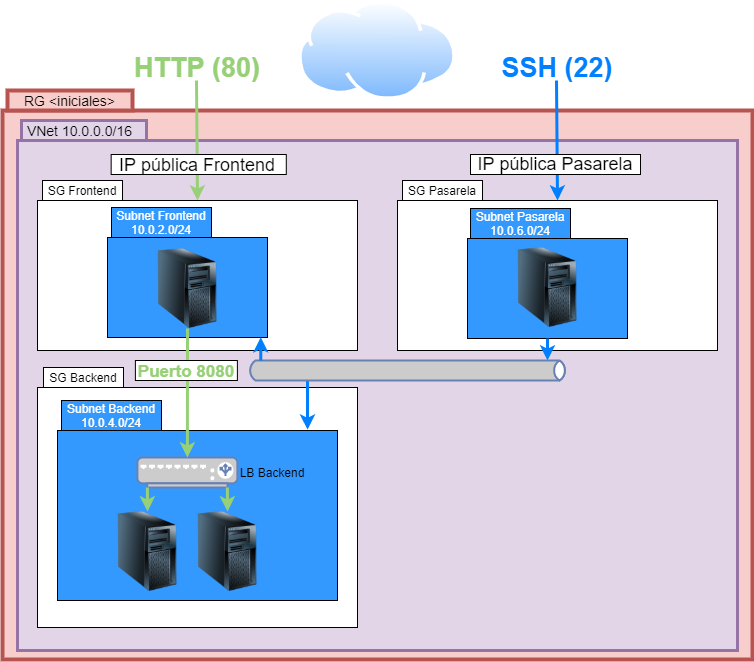 HTTP (80)
SSH (22)
RG <iniciales>
VNet 10.0.0.0/16
IP pública Frontend
IP pública Pasarela
SG Frontend
SG Pasarela
Subnet Frontend
10.0.2.0/24
Subnet Pasarela
10.0.6.0/24
Puerto 8080
SG Backend
Subnet Backend
10.0.4.0/24
LB Backend